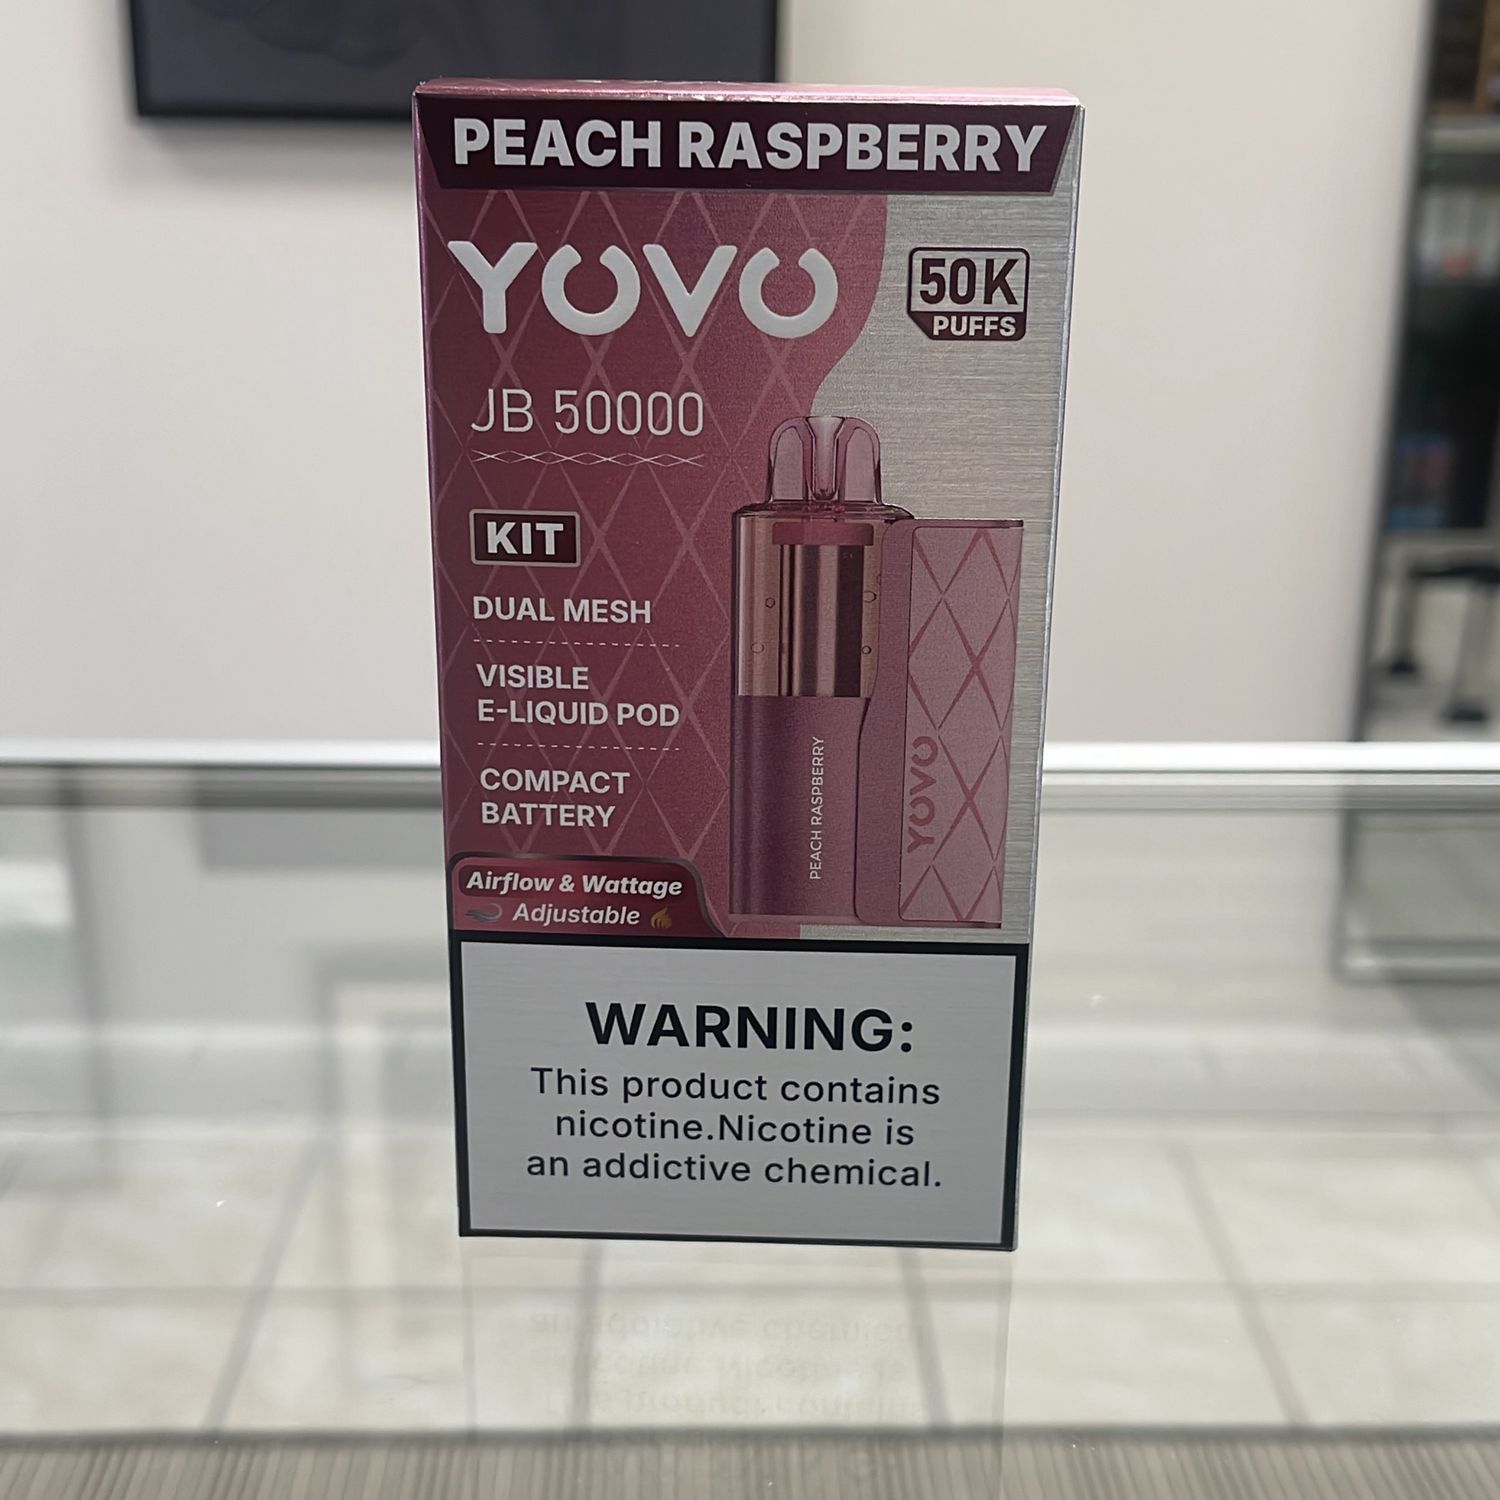 PEACH RASPBERRY
YOVO
50K
PUFFS
JB 50000
KIT
DUAL MESH
VISIBLE
E-LIQUID POD
COMPACT
BATTERY
Airflow & Wattage
Adjustable
PEACH RASPBERRY
YOVO
WARNING:
This product contains
nicotine.Nicotine is
an addictive chemical.